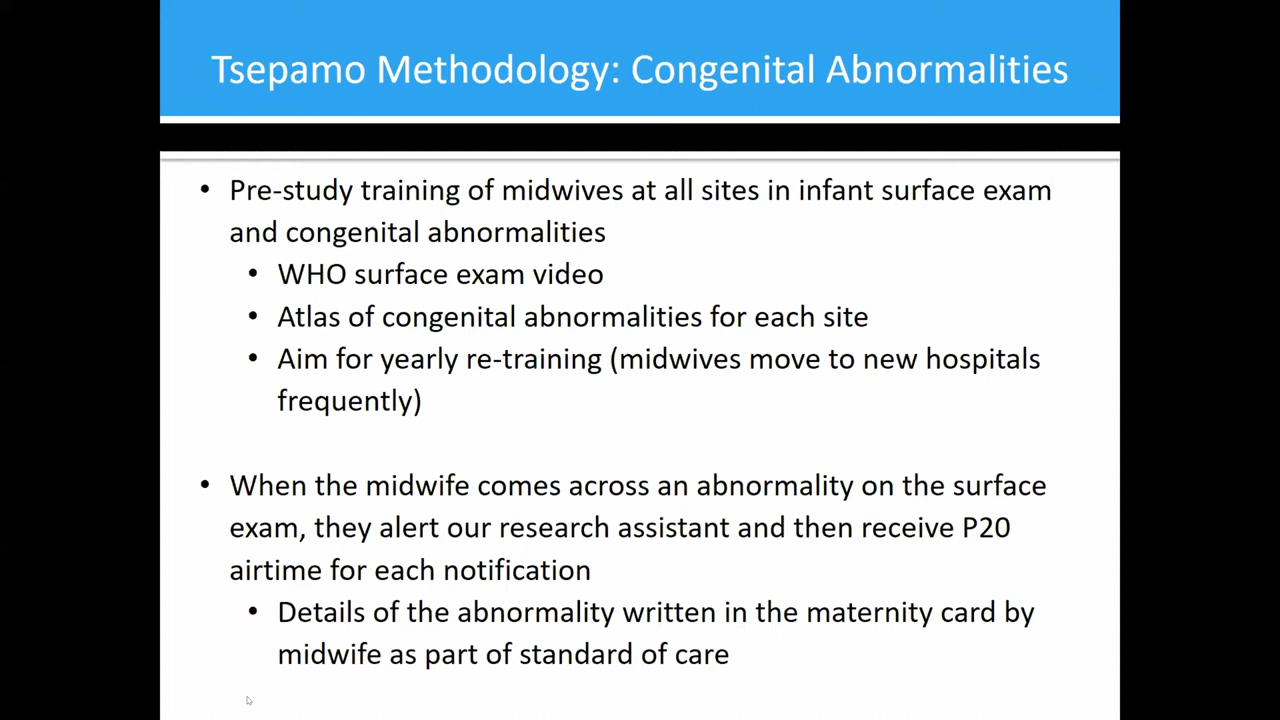 Tsepamo Methodology: Congenital Abnormalities
• Pre-study training of midwives at all sites in infant surface exam
and congenital abnormalities
• WHO surface exam video
• Atlas of congenital abnormalities for each site
• Aim for yearly re-training (midwives move to new hospitals
frequently)
• When the midwife comes across an abnormality on the surface
exam, they alert our research assistant and then receive P20
airtime for each notification
• Details of the abnormality written in the maternity card by
midwife as part of standard of care